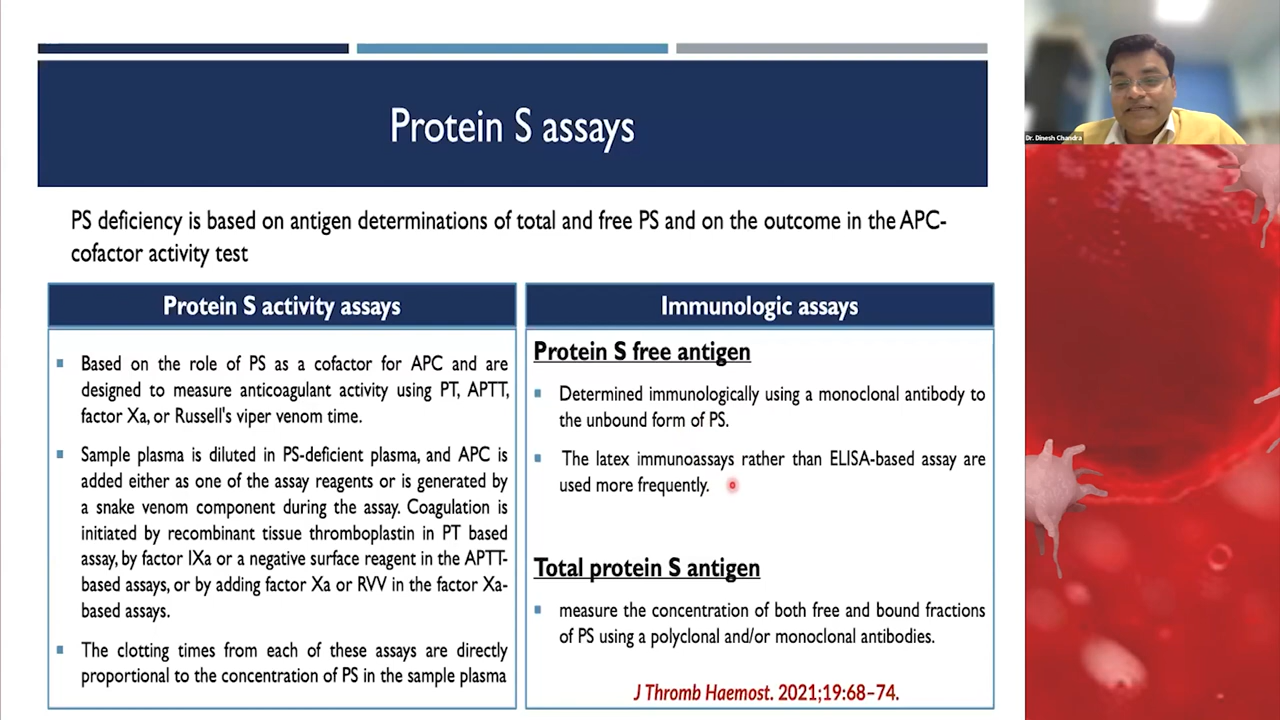 Protein S assays
PS deficiency is based on antigen determinations of total and free PS and on the outcome in the APC-
cofactor activity test
Protein S activity assays
Based on the role of PS as a cofactor for APC and are
designed to measure anticoagulant activity using PT, APTT,
factor Xa, or Russell's viper venom time.
Sample plasma is diluted in PS-deficient plasma, and APC is
added either as one of the assay reagents or is generated by
a snake venom component during the assay. Coagulation is
initiated by recombinant tissue thromboplastin in PT based
assay, by factor IXa or a negative surface reagent in the APTT-
based assays, or by adding factor Xa or RVV in the factor Xa-
based assays.
The clotting times from each of these assays are directly
proportional to the concentration of PS in the sample plasma
Immunologic assays
Protein S free antigen
Determined immunologically using a monoclonal antibody to
the unbound form of PS.
The latex immunoassays rather than ELISA-based assay are
used more frequently.
Total protein S antigen
measure the concentration of both free and bound fractions
of PS using a polyclonal and/or monoclonal antibodies.
J Thromb Haemost. 2021;19:68–74.
Dr. Dinesh Chandra